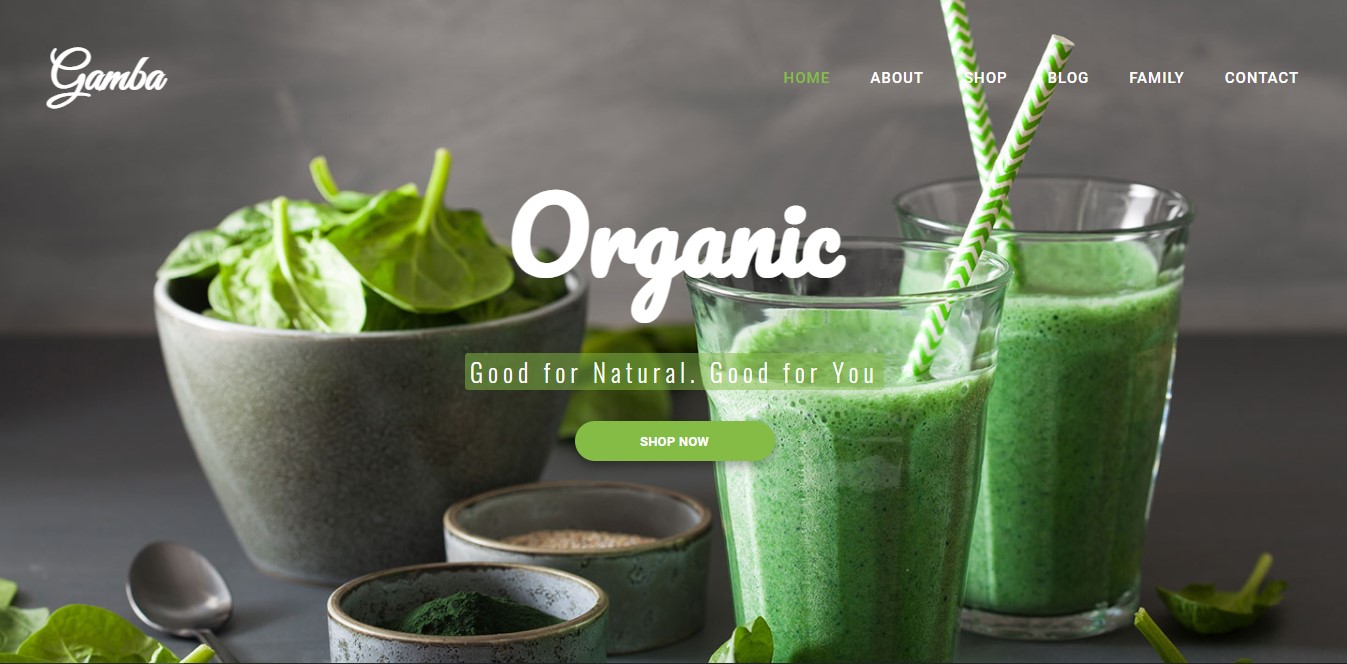 Gamba
HOME ABOUT SHOP BLOG FAMILY CONTACT
Organic
Good for Natural. Good for You
SHOP NOW